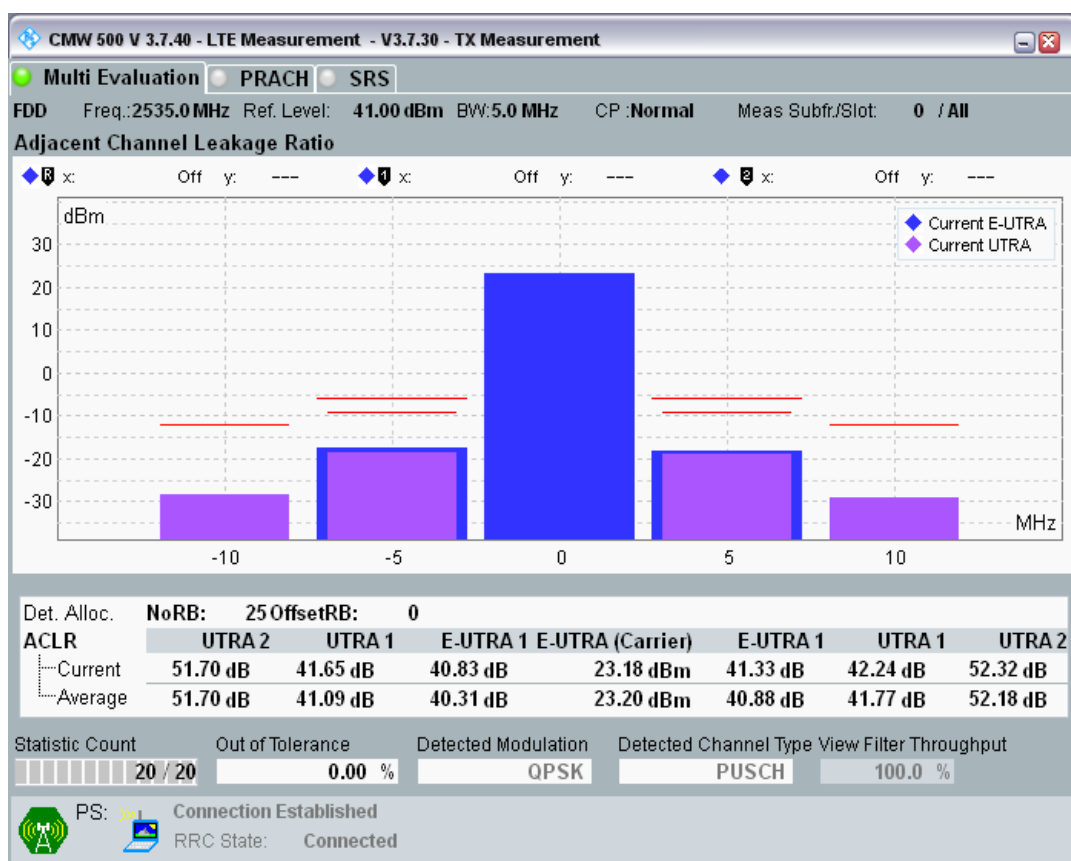 CMW 500 V 3.7.40 - LTE Measurement - V3.7.30 - TX Measurement
Multi Evaluation PRACH SRS
FDD Freq.:2535.0 MHz Ref. Level: 41.00 dBm BW:5.0 MHz CP :Normal Meas Subfr./Slot: 0 / All
Adjacent Channel Leakage Ratio
R x: Off y: --- 1 x: Off y: --- 2 x: Off y: ---
dBm
Current E-UTRA
Current UTRA
30
20
10
0
-10
-20
-30
MHz
-10 -5 0 5 10
Det. Alloc. NoRB: 25 OffsetRB: 0
ACLR UTRA 2 UTRA 1 E-UTRA 1 E-UTRA (Carrier) E-UTRA 1 UTRA 1 UTRA 2
Current 51.70 dB 41.65 dB 40.83 dB 23.18 dBm 41.33 dB 42.24 dB 52.32 dB
Average 51.70 dB 41.09 dB 40.31 dB 23.20 dBm 40.88 dB 41.77 dB 52.18 dB
Statistic Count Out of Tolerance Detected Modulation Detected Channel Type View Filter Throughput
20 / 20 0.00 % QPSK PUSCH 100.0 %
PS: Connection Established
RRC State: Connected